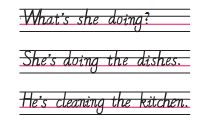 What's she doing?
She's doing the dishes.
He's cleaning the kitchen.